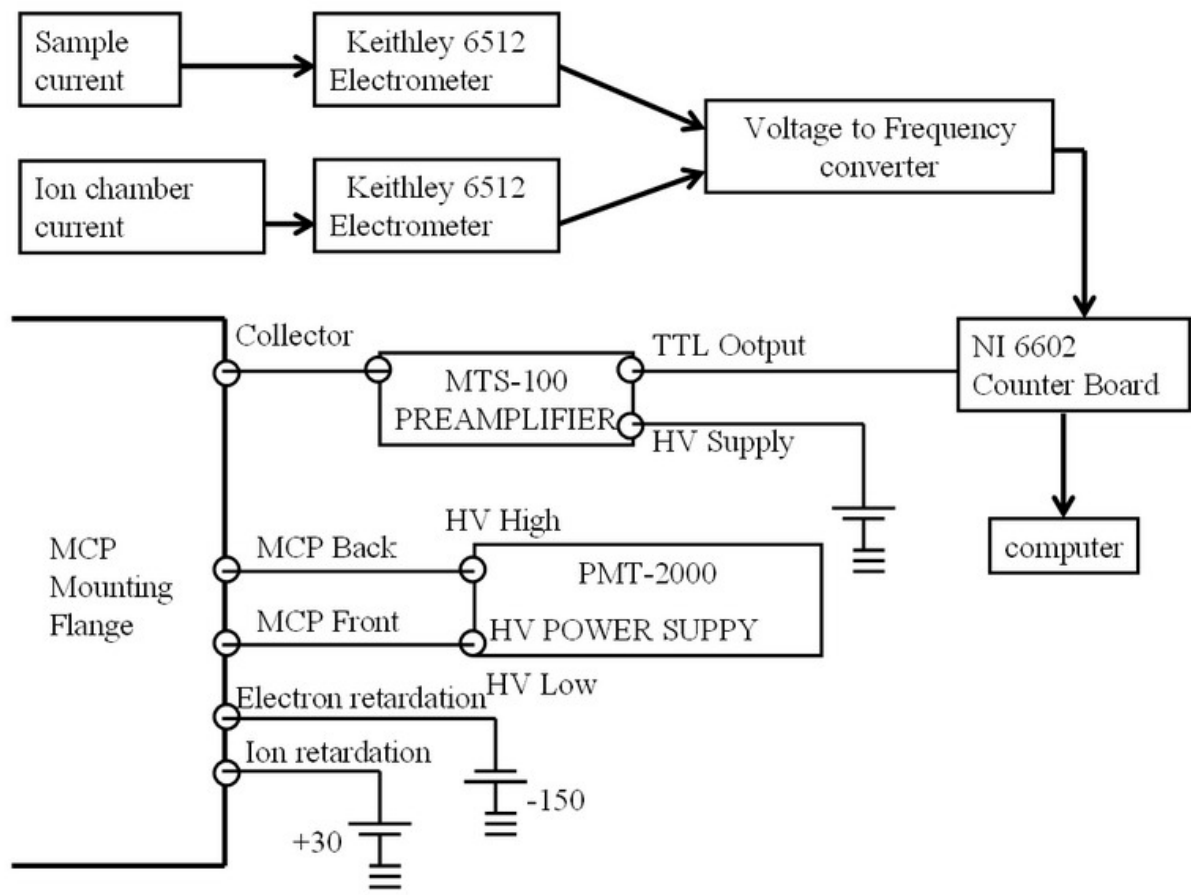 Sample
current
Keithley 6512
Electrometer
Voltage to Frequency
converter
Ion chamber
current
Keithley 6512
Electrometer
Collector
MTS-100
PREAMPLIFIER
TTL Ootput
HV Supply
NI 6602
Counter Board
computer
MCP
Mounting
Flange
MCP Back
MCP Front
HV High
PMT-2000
HV POWER SUPPLY
HV Low
Electron retardation
Ion retardation
-150
+30